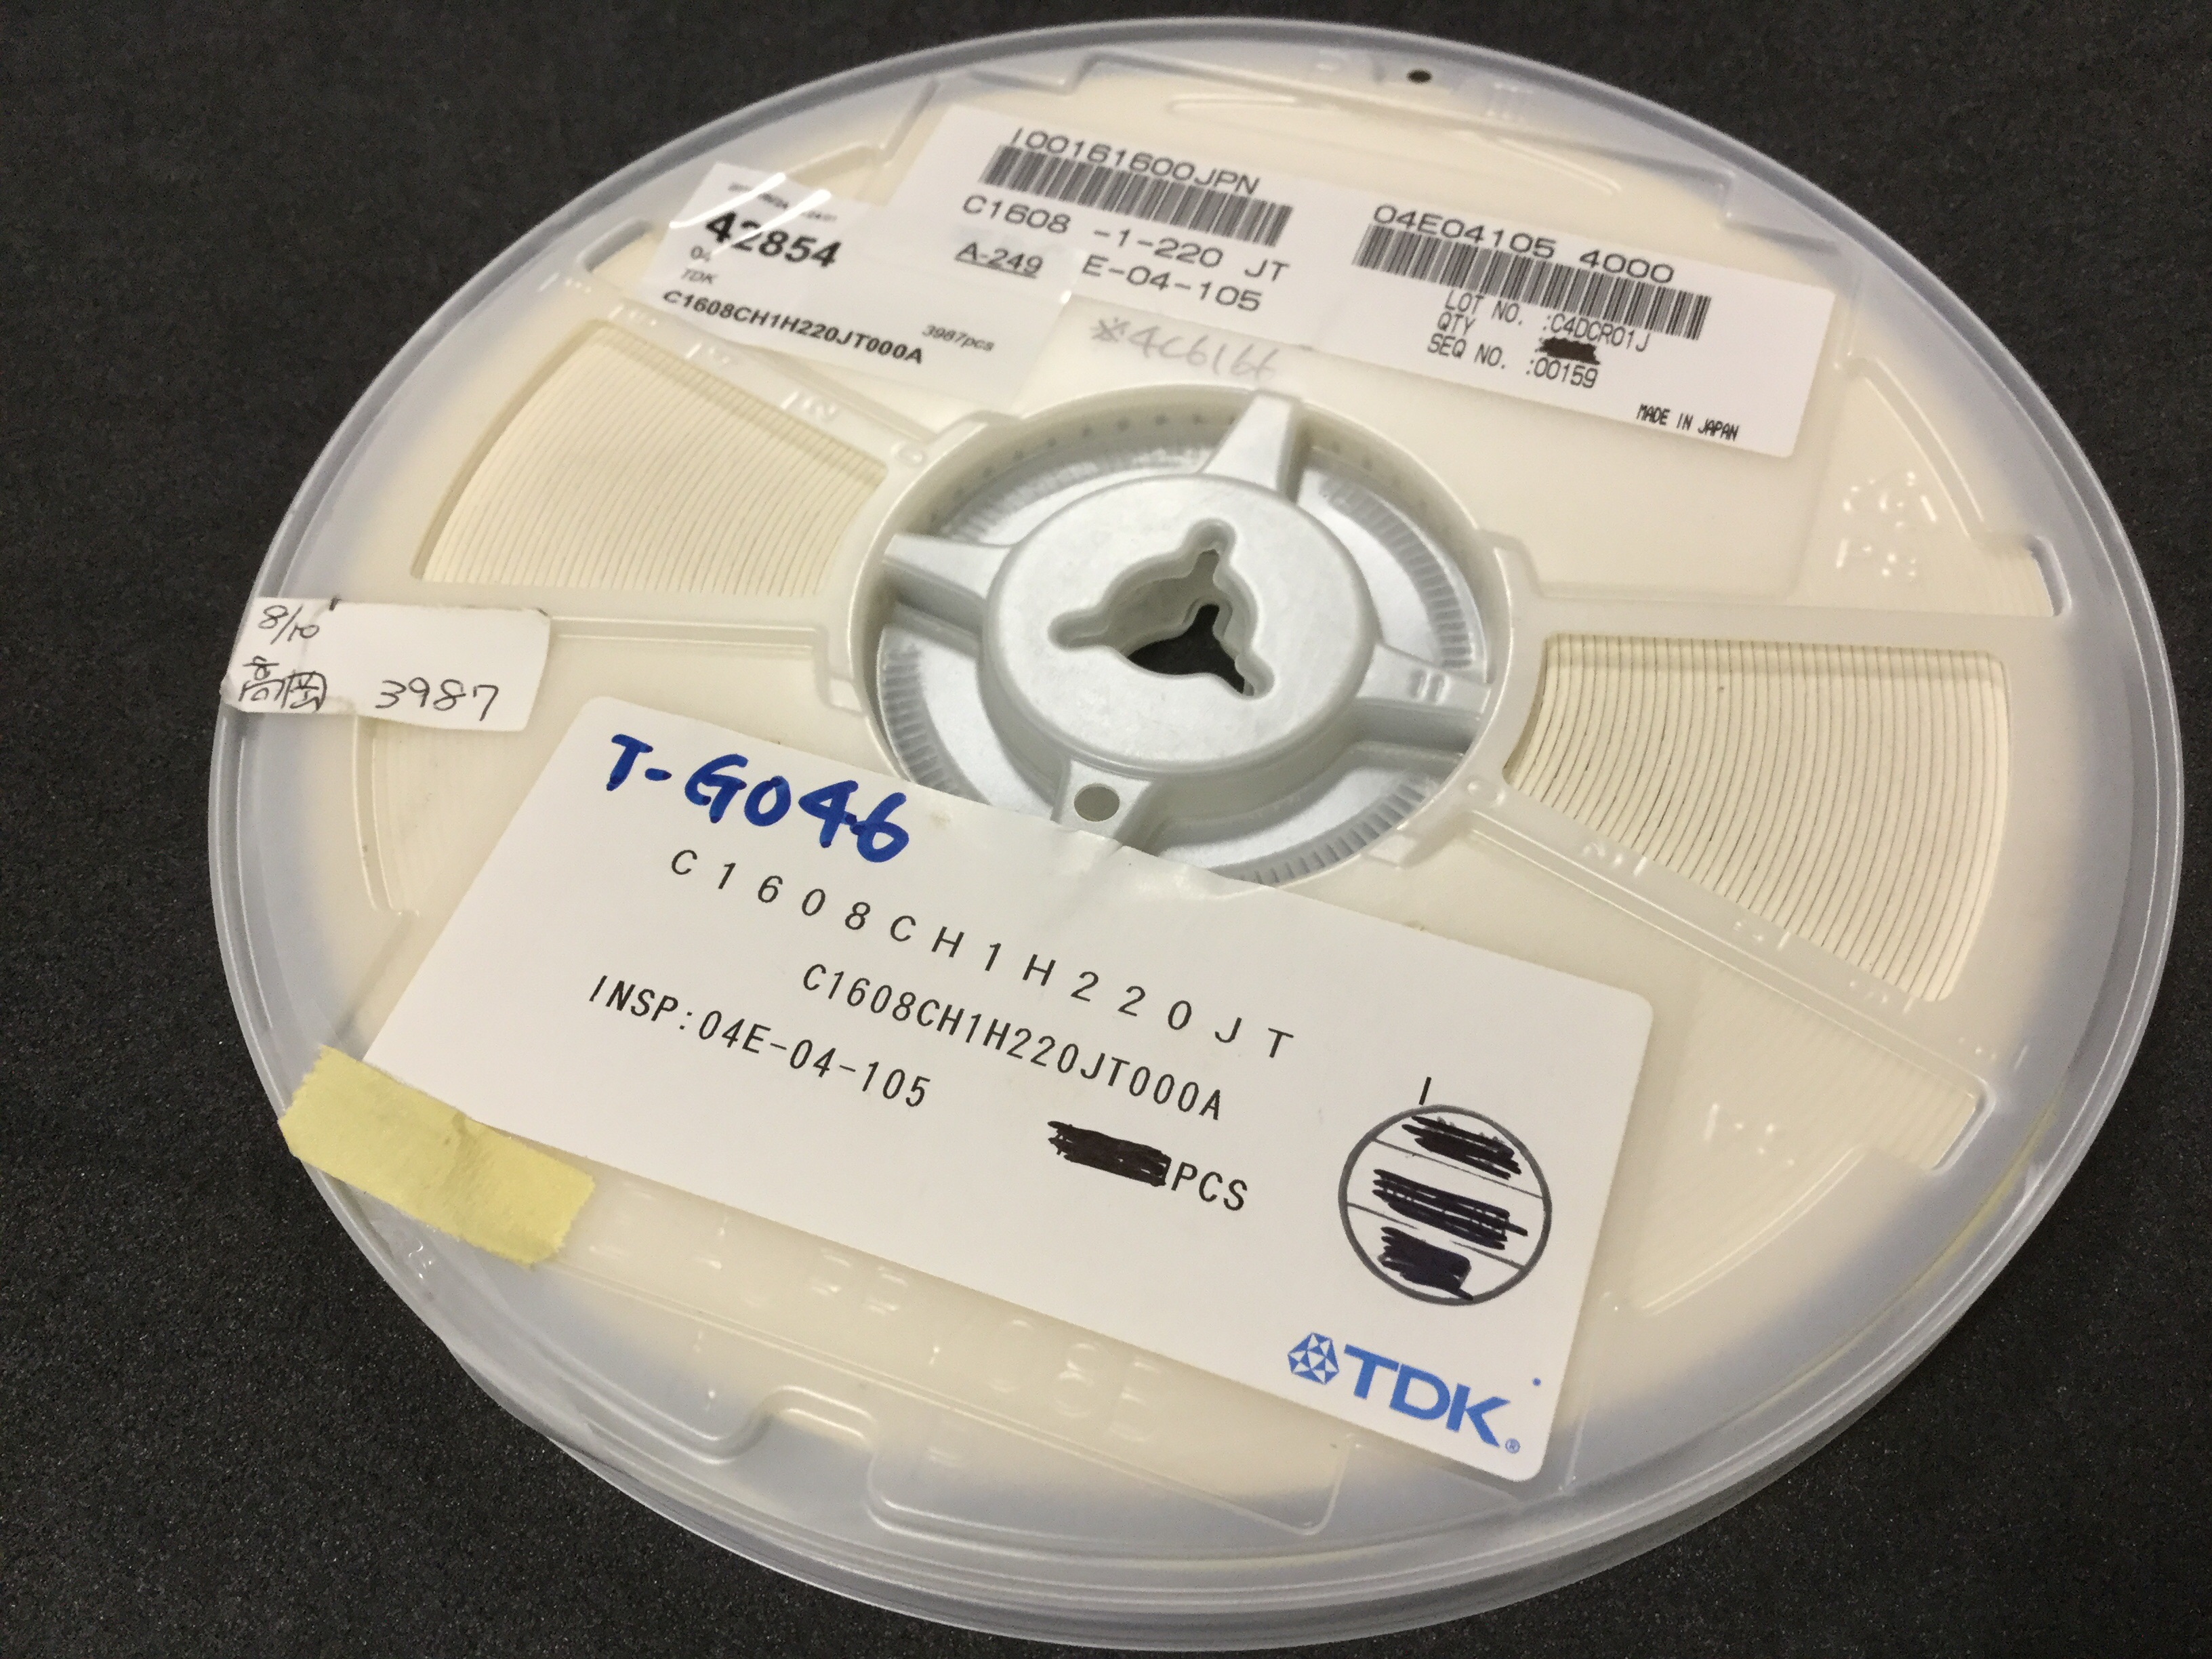 I00161600JPN
C1608 -1-220 JT
E-04-105
A-249
42854
04
TDK
3987pcs
C1608CH1H220JT000A
※4C6166
04E04105 4000
LOT NO. :C4DCR01J
QTY :
SEQ NO. :00159
MADE IN JAPAN
8/10
高岡 3987
T-G046
C1608CH1H220JT
C1608CH1H220JT000A
INSP:04E-04-105
PCS
TDK®